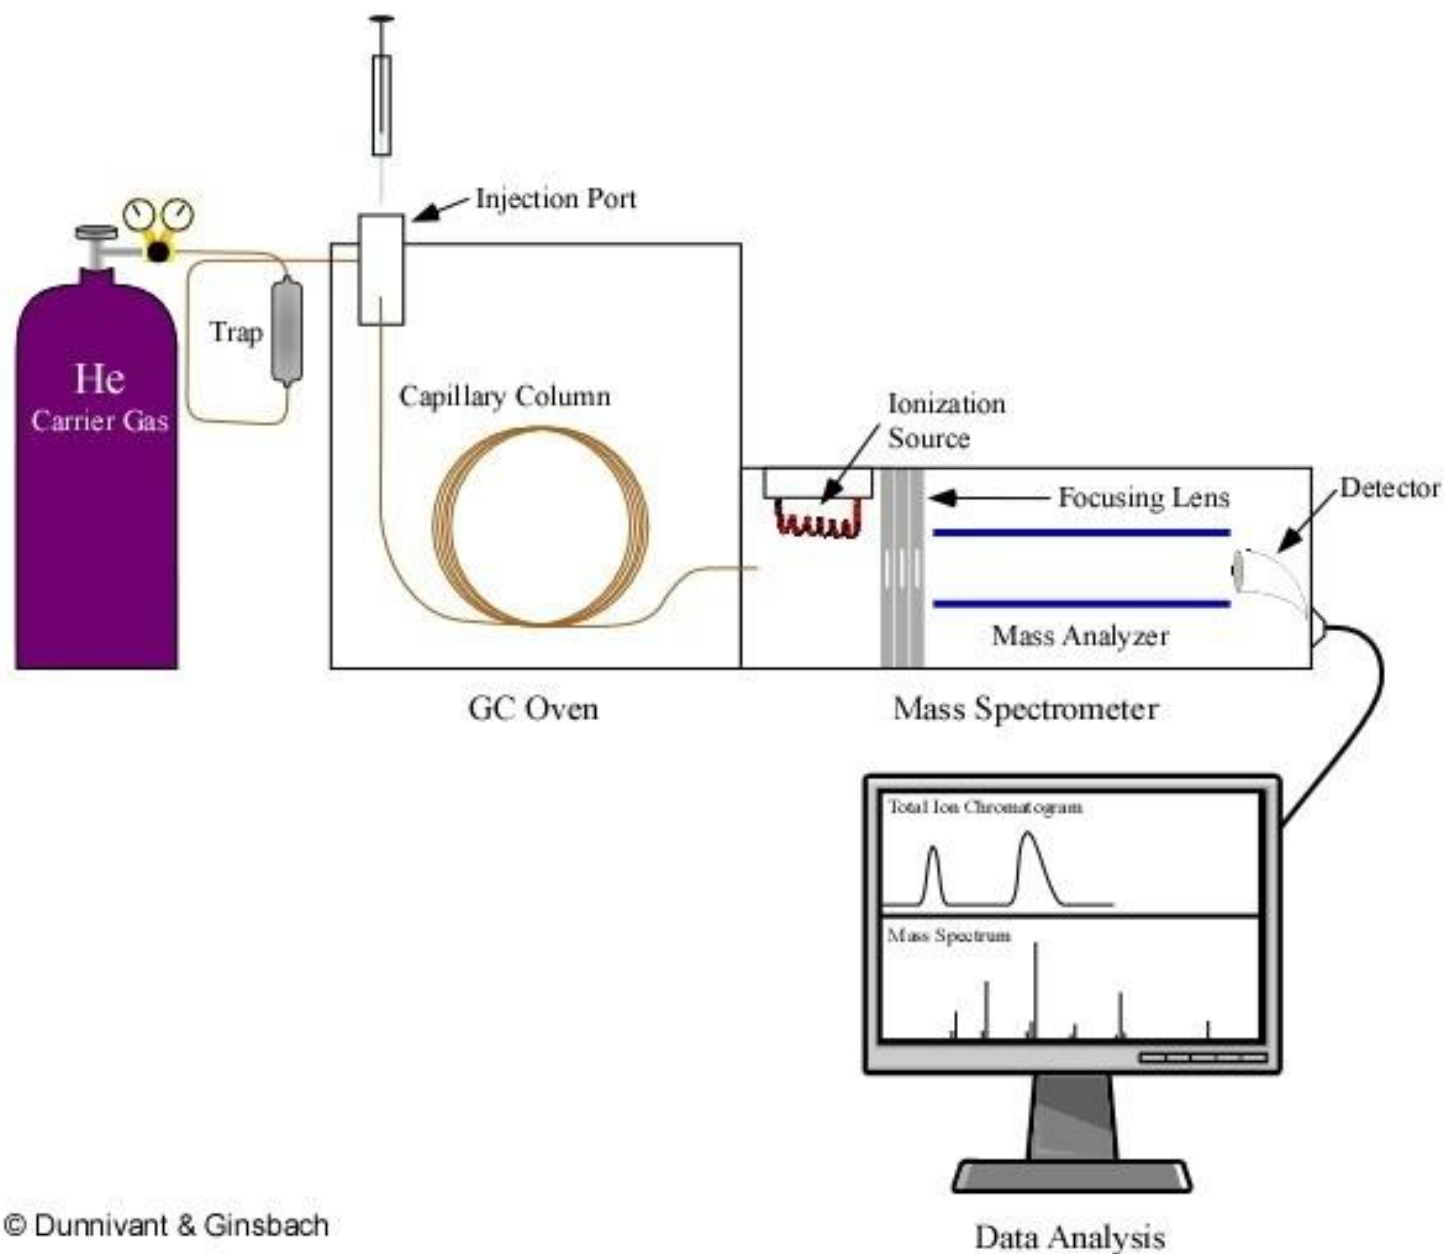 Injection Port
Trap
He
Carrier Gas
Capillary Column
Ionization
Source
Focusing Lens
Detector
Mass Analyzer
GC Oven
Mass Spectrometer
Total Ion Chromatogram
Mass Spectrum
© Dunnivant & Ginsbach
Data Analysis